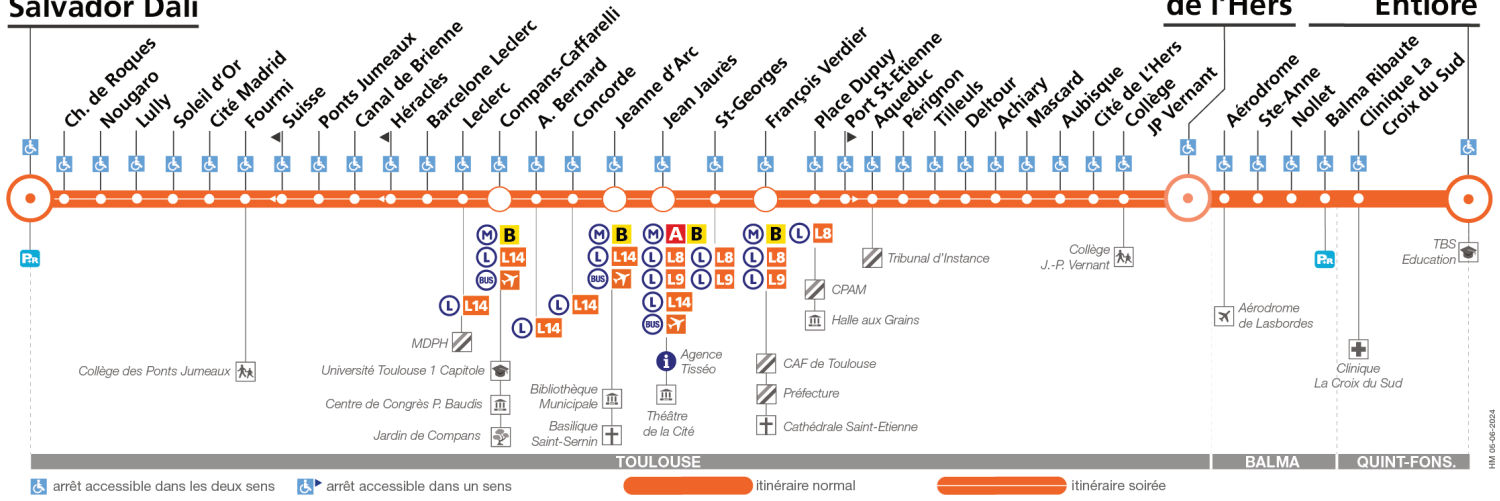 Salvador Dali
de l'Hers
Entiore
Ch. de Roques
Nougaro
Lully
Soleil d'Or
Cité Madrid
Fourmi
Suisse
Ponts Jumeaux
Canal de Brienne
Héraclès
Barcelone Leclerc
Leclerc
Compans-Caffarelli
A. Bernard
Concorde
Jeanne d'Arc
Jean Jaurès
St-Georges
François Verdier
Place Dupuy
Port St-Etienne
Aqueduc
Pérignon
Tilleuls
Deltour
Achiary
Mascard
Aubisque
Cité de L'Hers
Collège
JP Vernant
Aérodrome
Ste-Anne
Nollet
Balma Ribaute
Clinique La
Croix du Sud
P+R
Collège des Ponts Jumeaux
L L14
MDPH
M B
L L14
BUS
Université Toulouse 1 Capitole
Centre de Congrès P. Baudis
Jardin de Compans
L L14
L L14
M B
L L14
BUS
Bibliothèque
Municipale
Basilique
Saint-Sernin
M A B
L L8
L L9
L L14
BUS
i Agence
Tisséo
Théâtre
de la Cité
L L8
L L9
M B
L L8
L L9
CAF de Toulouse
Préfecture
Cathédrale Saint-Etienne
L L8
CPAM
Halle aux Grains
Tribunal d'Instance
Collège
J.-P. Vernant
Aérodrome
de Lasbordes
P+R
Clinique
La Croix du Sud
TBS
Education
TOULOUSE
BALMA
QUINT-FONS.
HM 05-06-2024
arrêt accessible dans les deux sens
arrêt accessible dans un sens
itinéraire normal
itinéraire soirée